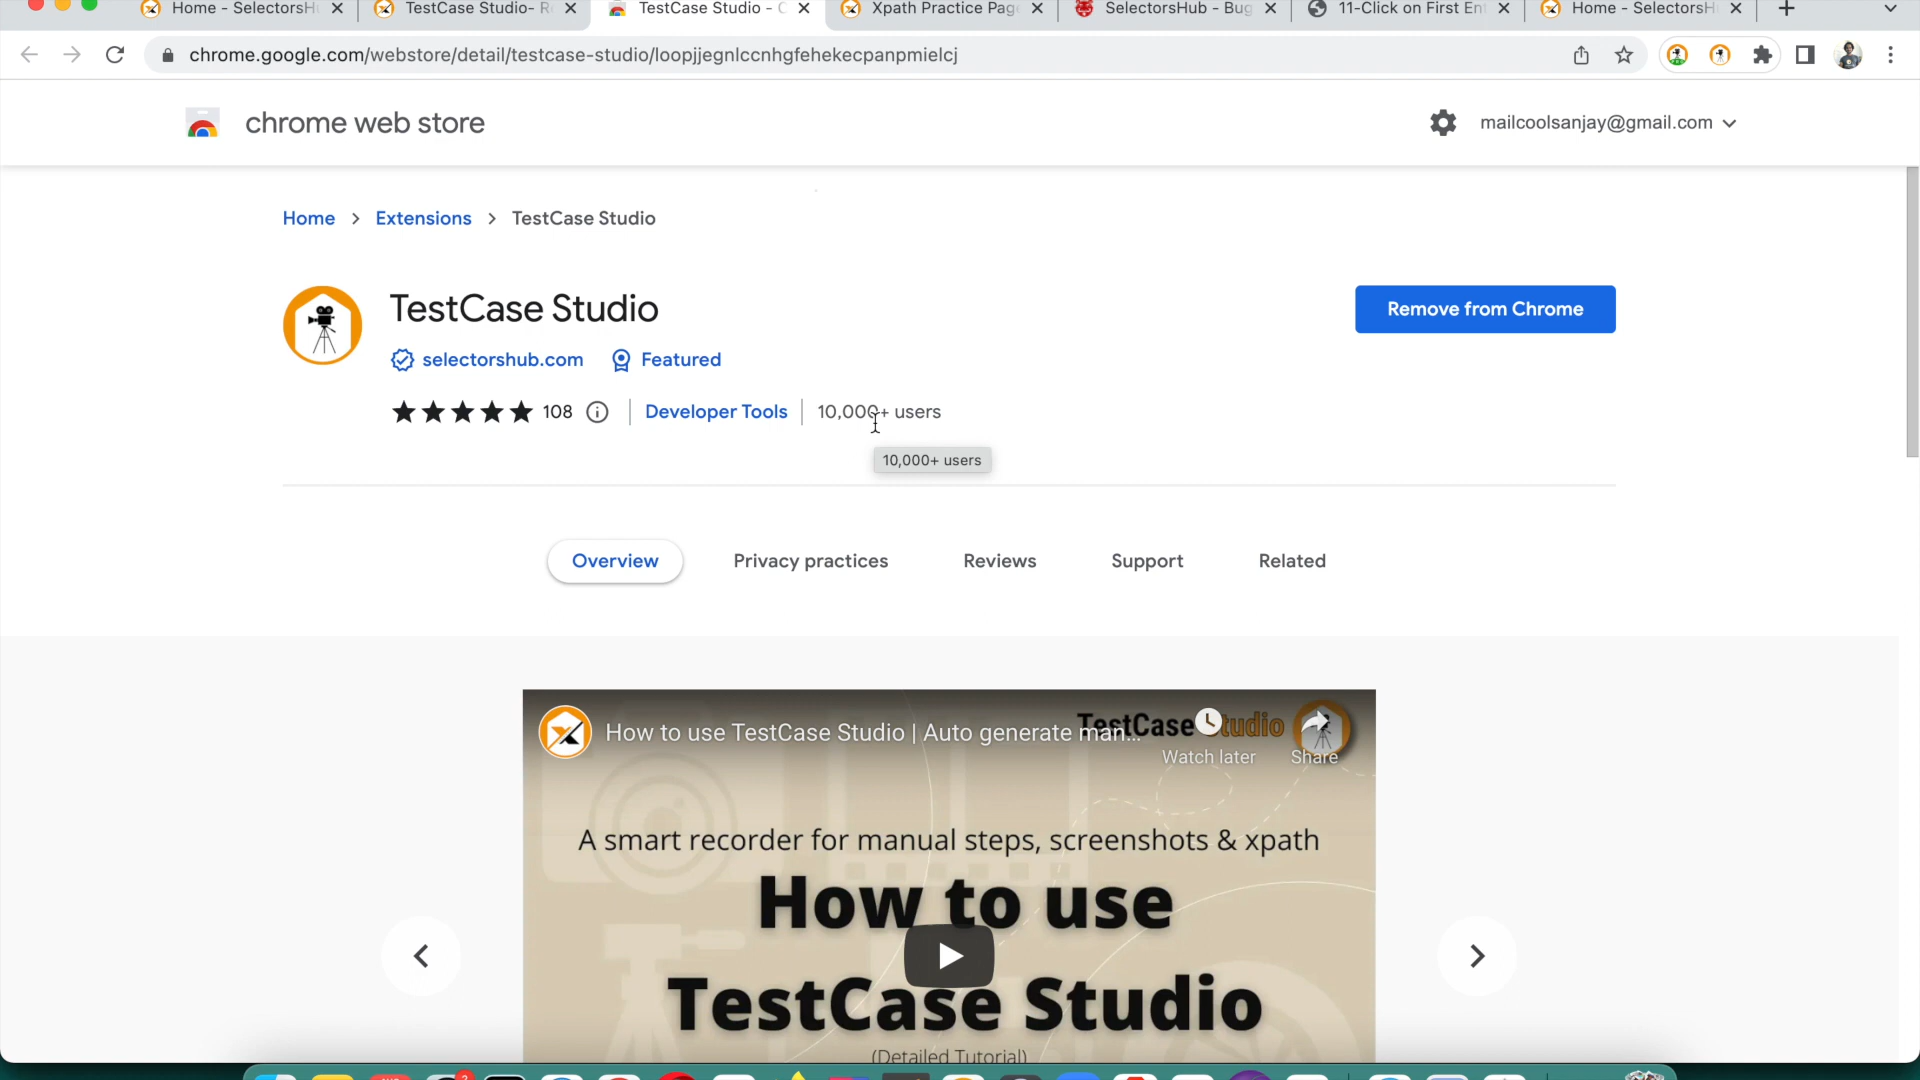 Home - SelectorsH
TestCase Studio- R
TestCase Studio - C
Xpath Practice Page
SelectorsHub - Bug
11-Click on First En
Home - SelectorsH
chrome.google.com/webstore/detail/testcase-studio/loopjjegnlccnhgfehekecpanpmielcj
chrome web store
mailcoolsanjay@gmail.com
Home > Extensions > TestCase Studio
TestCase Studio
Remove from Chrome
selectorshub.com
Featured
108
Developer Tools
10,000+ users
10,000+ users
Overview
Privacy practices
Reviews
Support
Related
How to use TestCase Studio | Auto generate man...
TestCase Studio
Watch later
Share
A smart recorder for manual steps, screenshots & xpath
How to use
TestCase Studio
(Detailed Tutorial)